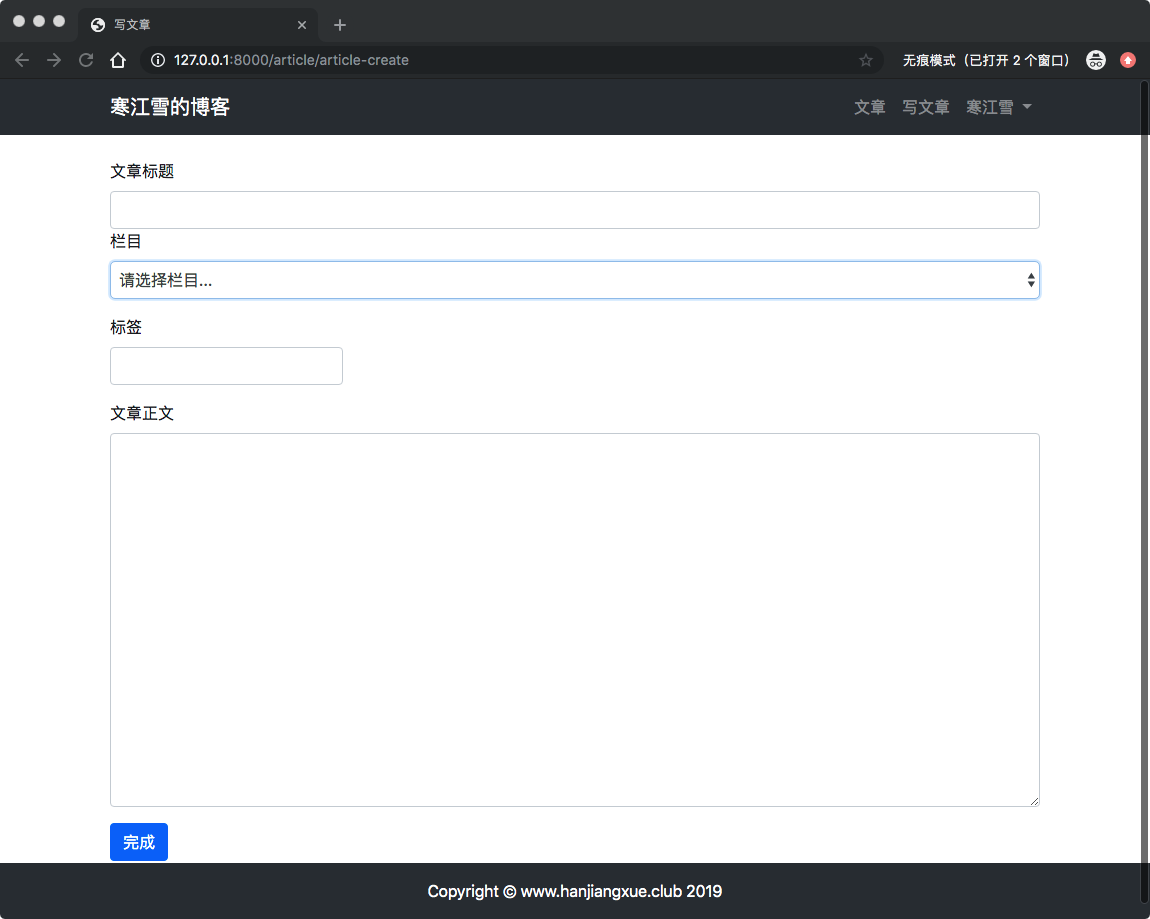 写文章
127.0.0.1:8000/article/article-create
无痕模式（已打开 2 个窗口）
寒江雪的博客
文章 写文章 寒江雪
文章标题
栏目
请选择栏目...
标签
文章正文
完成
Copyright © www.hanjiangxue.club 2019